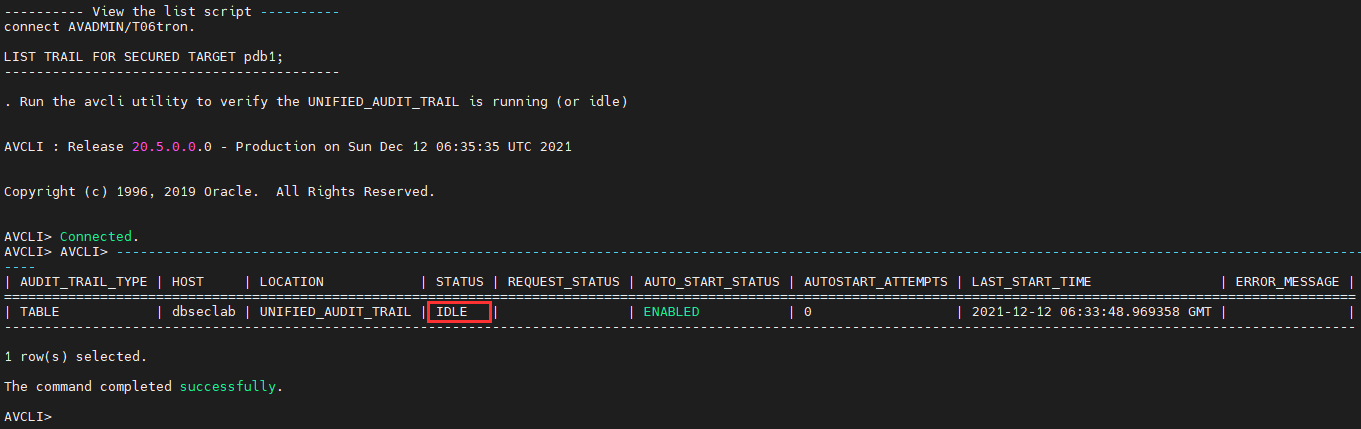 ---------- View the list script ----------
connect AVADMIN/T06tron.
LIST TRAIL FOR SECURED TARGET pdb1;
------------------------------------------
. Run the avcli utility to verify the UNIFIED_AUDIT_TRAIL is running (or idle)
AVCLI : Release 20.5.0.0.0 - Production on Sun Dec 12 06:35:35 UTC 2021
Copyright (c) 1996, 2019 Oracle.  All Rights Reserved.
AVCLI> Connected.
AVCLI> AVCLI> -----------------------------------------------------------------------------------------------------------------------------------------------------------
----
| AUDIT_TRAIL_TYPE | HOST     | LOCATION            | STATUS | REQUEST_STATUS | AUTO_START_STATUS | AUTOSTART_ATTEMPTS | LAST_START_TIME                | ERROR_MESSAGE |
=========================================================================================================================================================================
| TABLE            | dbseclab | UNIFIED_AUDIT_TRAIL | IDLE   |                | ENABLED           | 0                  | 2021-12-12 06:33:48.969358 GMT |               |
-------------------------------------------------------------------------------------------------------------------------------------------------------------------------
1 row(s) selected.
The command completed successfully.
AVCLI>